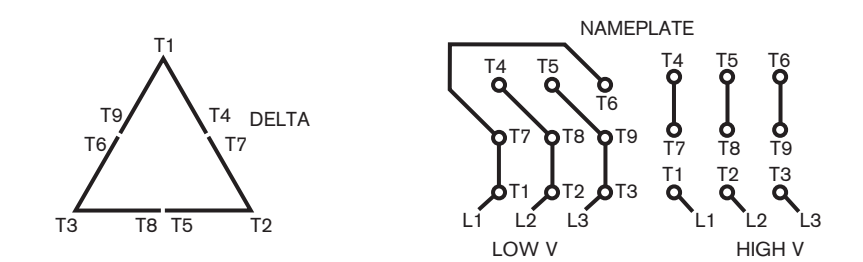 NAMEPLATE
T1
T9 T4 DELTA
T6 T7
T3 T8 T5 T2
T4 T5 T6
T7 T8 T9
T1 T2 T3
L1 L2 L3
LOW V
T4 T5 T6
T7 T8 T9
T1 T2 T3
L1 L2 L3
HIGH V